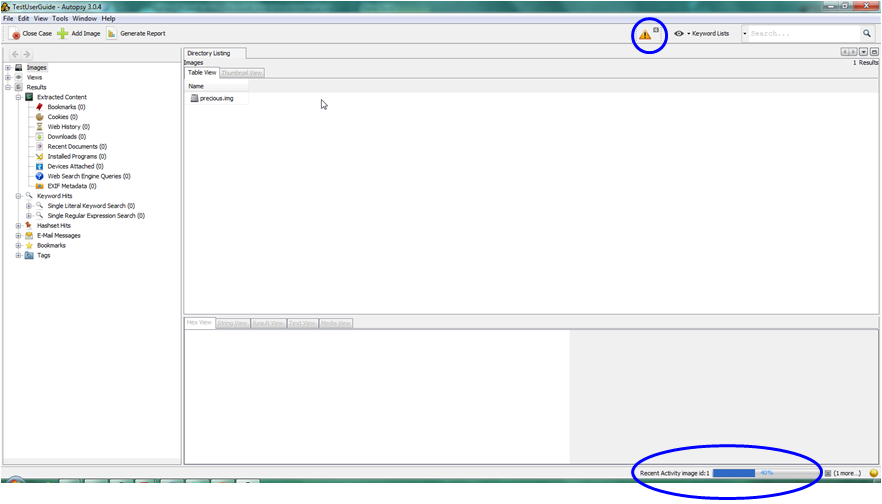 TestUserGuide - Autopsy 3.0.4
File Edit View Tools Window Help
Close Case Add Image Generate Report Keyword Lists Search...
Directory Listing
Images 1 Results
Table View Thumbnail View
Name
precious.img
Images
Views
Results
Extracted Content
Bookmarks (0)
Cookies (0)
Web History (0)
Downloads (0)
Recent Documents (0)
Installed Programs (0)
Devices Attached (0)
Web Search Engine Queries (0)
EXIF Metadata (0)
Keyword Hits
Single Literal Keyword Search (0)
Single Regular Expression Search (0)
Hashset Hits
E-Mail Messages
Bookmarks
Tags
Hex View String View Result View Text View Media View
Recent Activity image id:1 40% (1 more...)